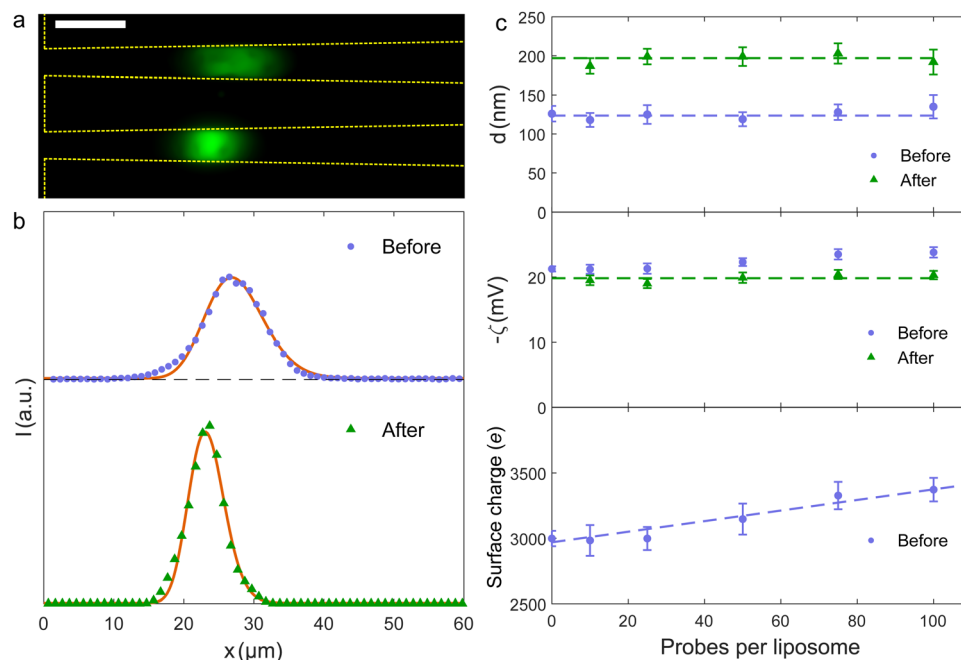 a
b
Before
After
I (a.u.)
0 10 20 30 40 50 60
x (μm)
c
250
200
150
100
50
0
d (nm)
Before
After
20
10
0
-ζ (mV)
Before
After
3500
3000
2500
Surface charge (e)
Before
0 20 40 60 80 100
Probes per liposome